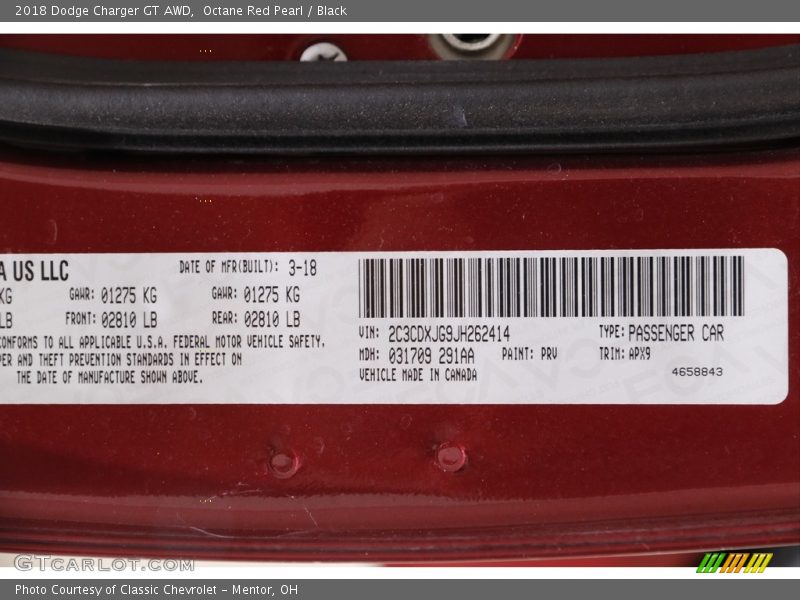 2018 Dodge Charger GT AWD,  Octane Red Pearl / Black
A US LLC
DATE OF MFR(BUILT): 3-18
KG GAWR: 01275 KG GAWR: 01275 KG
LB FRONT: 02810 LB REAR: 02810 LB
CONFORMS TO ALL APPLICABLE U.S.A. FEDERAL MOTOR VEHICLE SAFETY,
PER AND THEFT PREVENTION STANDARDS IN EFFECT ON
THE DATE OF MANUFACTURE SHOWN ABOVE.
VIN: 2C3CDXJG9JH262414 TYPE: PASSENGER CAR
MDH: 031709 291AA PAINT: PRV TRIM: APX9
VEHICLE MADE IN CANADA
4658843
GTCARLOT.COM
Photo Courtesy of Classic Chevrolet - Mentor, OH